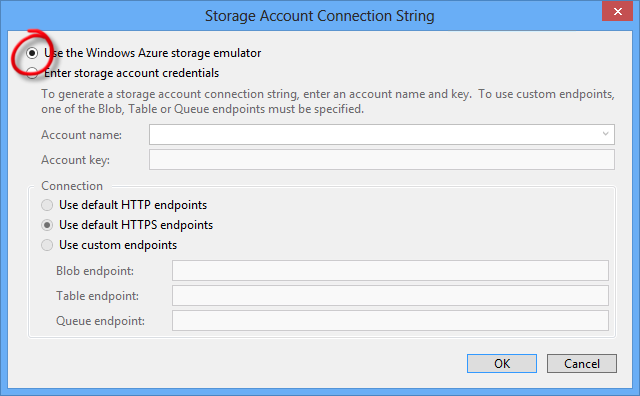 Storage Account Connection String
Use the Windows Azure storage emulator
Enter storage account credentials
To generate a storage account connection string, enter an account name and key. To use custom endpoints,
one of the Blob, Table or Queue endpoints must be specified.
Account name:
Account key:
Connection
Use default HTTP endpoints
Use default HTTPS endpoints
Use custom endpoints
Blob endpoint:
Table endpoint:
Queue endpoint:
OK Cancel